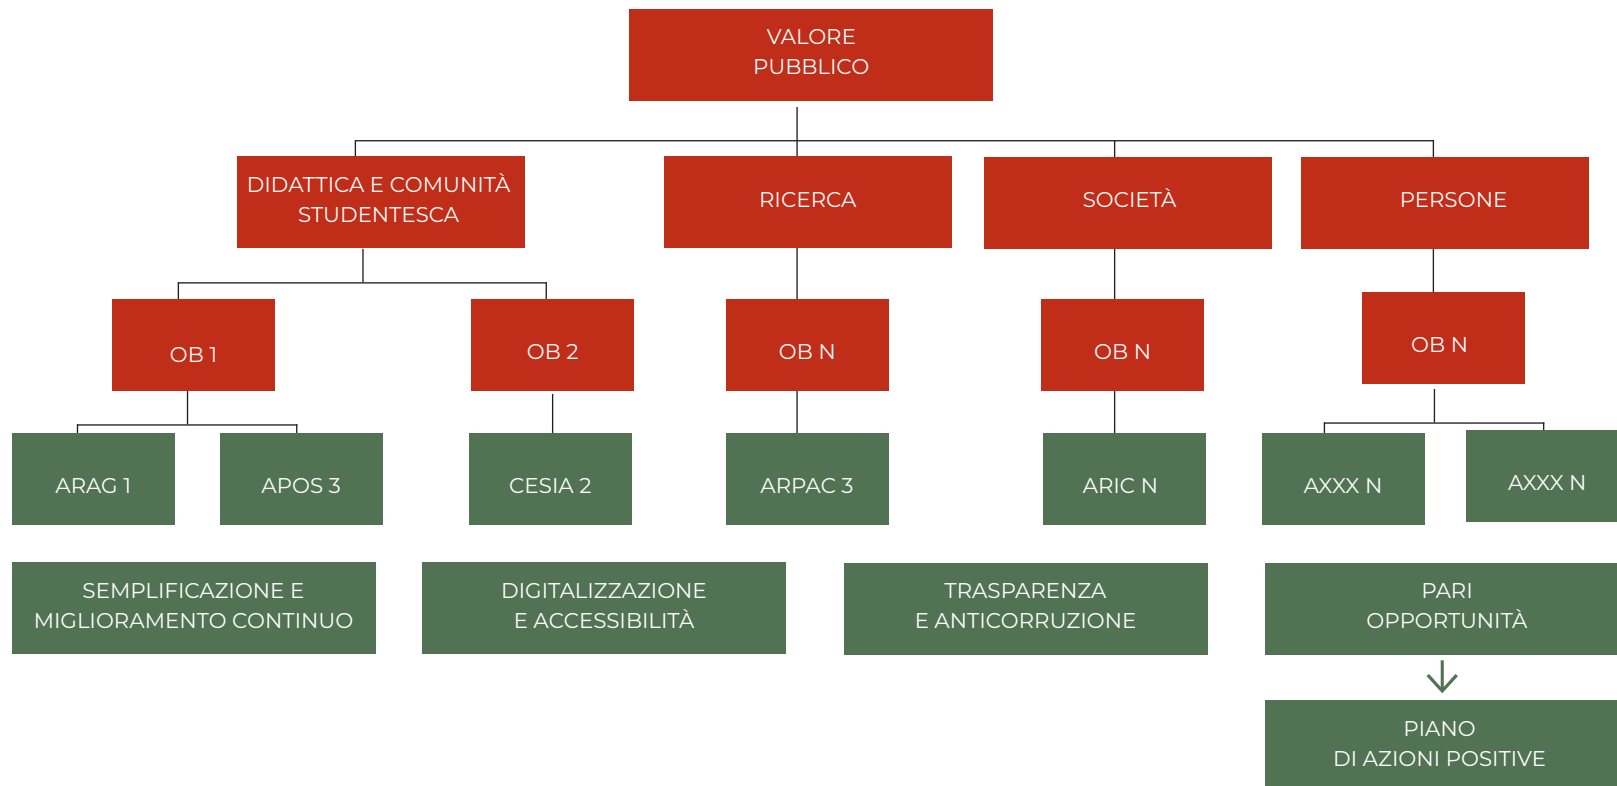 VALORE
PUBBLICO
DIDATTICA E COMUNITÀ
STUDENTESCA
RICERCA
SOCIETÀ
PERSONE
OB 1
OB 2
OB N
OB N
OB N
ARAG 1
APOS 3
CESIA 2
ARPAC 3
ARIC N
AXXX N
AXXX N
SEMPLIFICAZIONE E
MIGLIORAMENTO CONTINUO
DIGITALIZZAZIONE
E ACCESSIBILITÀ
TRASPARENZA
E ANTICORRUZIONE
PARI
OPPORTUNITÀ
PIANO
DI AZIONI POSITIVE